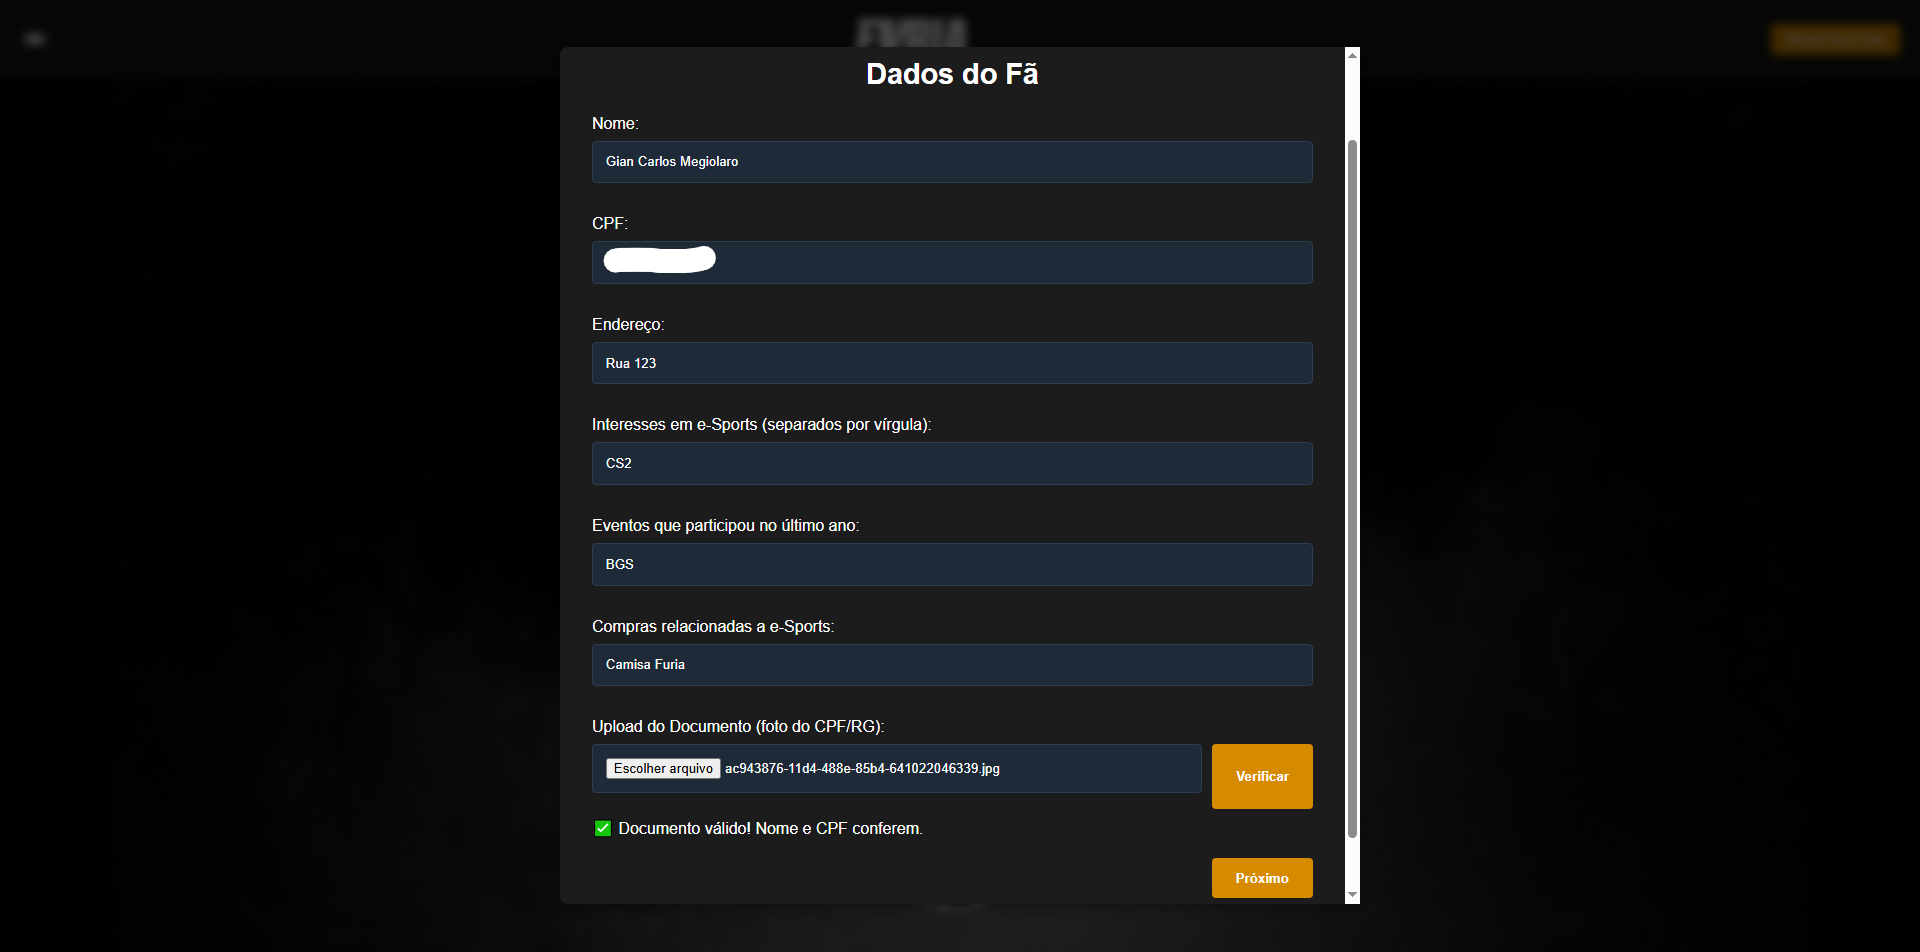 Dados do Fã
Nome:
Gian Carlos Megiolaro
CPF:
Endereço:
Rua 123
Interesses em e-Sports (separados por vírgula):
CS2
Eventos que participou no último ano:
BGS
Compras relacionadas a e-Sports:
Camisa Furia
Upload do Documento (foto do CPF/RG):
Escolher arquivo ac943876-11d4-488e-85b4-641022046339.jpg
Verificar
✅ Documento válido! Nome e CPF conferem.
Próximo